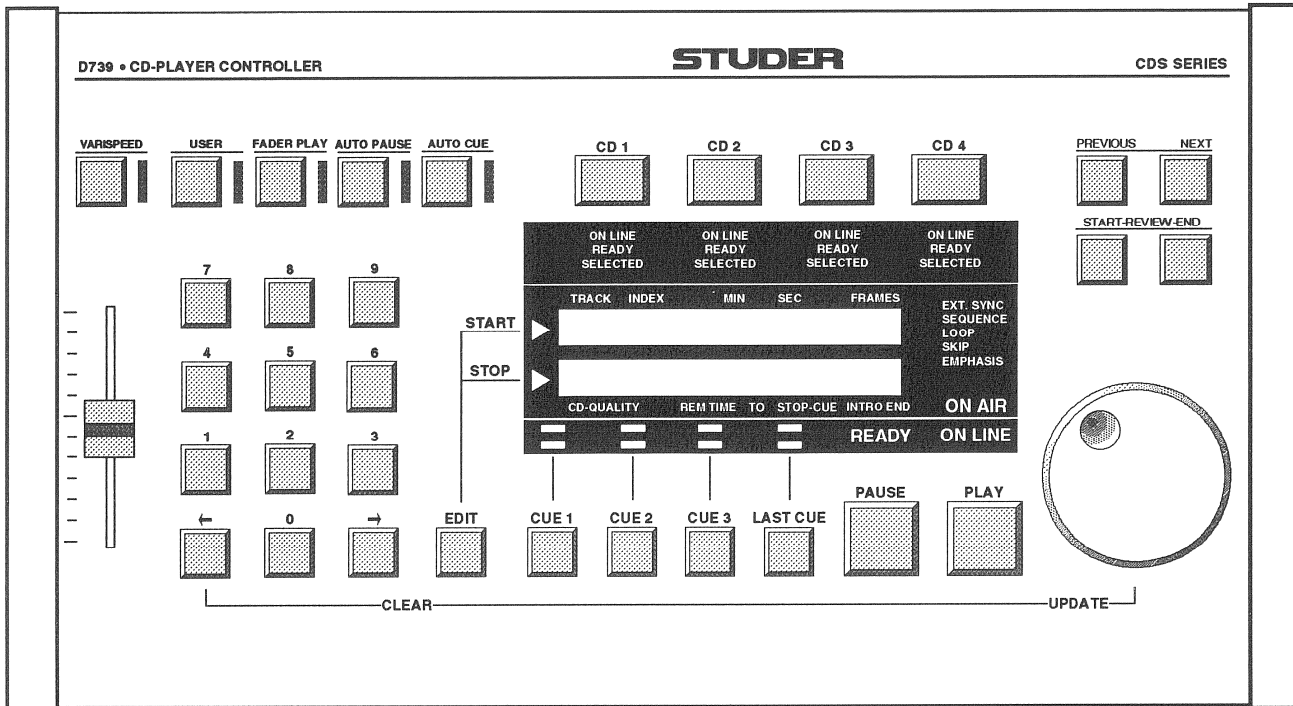 D739 • CD-PLAYER CONTROLLER
STUDER
CDS SERIES
VARISPEED USER FADER PLAY AUTO PAUSE AUTO CUE
CD 1 CD 2 CD 3 CD 4
PREVIOUS NEXT
START-REVIEW-END
ON LINE ON LINE ON LINE ON LINE
READY READY READY READY
SELECTED SELECTED SELECTED SELECTED
7 8 9
TRACK INDEX MIN SEC FRAMES
EXT. SYNC
SEQUENCE
LOOP
SKIP
EMPHASIS
START
4 5 6
STOP
CD-QUALITY REM TIME TO STOP-CUE INTRO END
ON AIR
1 2 3
READY ON LINE
← 0 →
EDIT CUE 1 CUE 2 CUE 3 LAST CUE
PAUSE PLAY
CLEAR
UPDATE